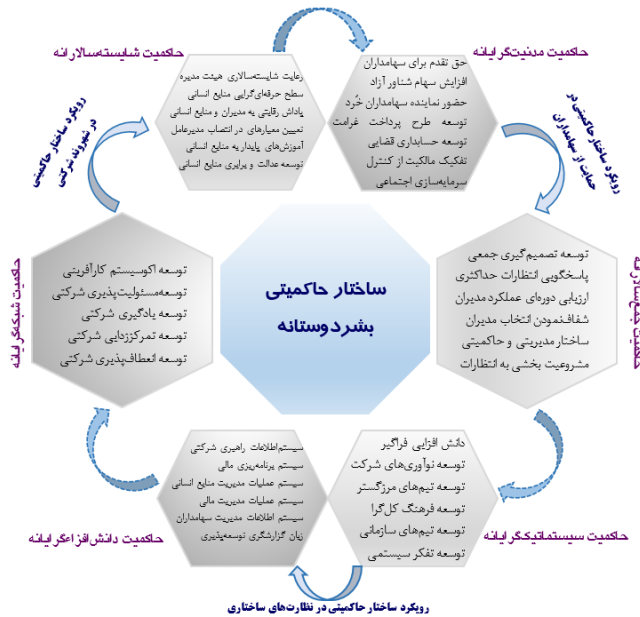 حاکمیت شایسته‌سالارانه
حاکمیت مدنیت‌گرایانه
حق تقدم برای سهامداران
افزایش سهام شناور آزاد
حضور نماینده سهامداران خُرد
توسعه طرح پرداخت غرامت
توسعه حسابداری قضایی
تفکیک مالکیت از کنترل
سرمایه‌سازی اجتماعی
رعایت شایسته‌سالاری هیئت مدیره
سطح حرفه‌ای‌گرایی منابع انسانی
پاداش رقابتی به مدیران و منابع انسانی
تعیین معیارهای در انتصاب مدیرعامل
آموزش‌های پایدار به منابع انسانی
توسعه عدالت و برابری منابع انسانی
رویکرد ساختار حاکمیتی در
حمایت از سهامداران
رویکرد ساختار حاکمیتی
در شهروند شرکتی
حاکمیت جمع‌سالارانه
توسعه تصمیم‌گیری جمعی
پاسخگویی انتظارات حداکثری
ارزیابی دوره‌ای عملکرد مدیران
شفاف‌نمودن انتخاب مدیران
ساختار مدیریتی و حاکمیتی
مشروعیت بخشی به انتظارات
ساختار حاکمیتی
بشردوستانه
حاکمیت شبکه‌گرایانه
توسعه اکوسیستم کارآفرینی
توسعه‌مسئولیت‌پذیری شرکتی
توسعه یادگیری شرکتی
توسعه تمرکززدایی شرکتی
توسعه انعطاف‌پذیری شرکتی
دانش افزایی فراگیر
توسعه نوآوری‌های شرکت
توسعه تیم‌های مرزگستر
توسعه فرهنگ کل‌گرا
توسعه تیم‌های سازمانی
توسعه تفکر سیستمی
سیستم‌اطلاعات راهبری شرکتی
سیستم برنامه‌ریزی مالی
سیستم عملیات مدیریت منابع انسانی
سیستم عملیات مدیریت مالی
سیستم اطلاعات مدیریت سهامداران
زبان گزارشگری توسعه‌پذیری
حاکمیت سیستماتیک‌گرایانه
حاکمیت دانش‌افزاءگرایانه
رویکرد ساختار حاکمیتی در نظارت‌های ساختاری